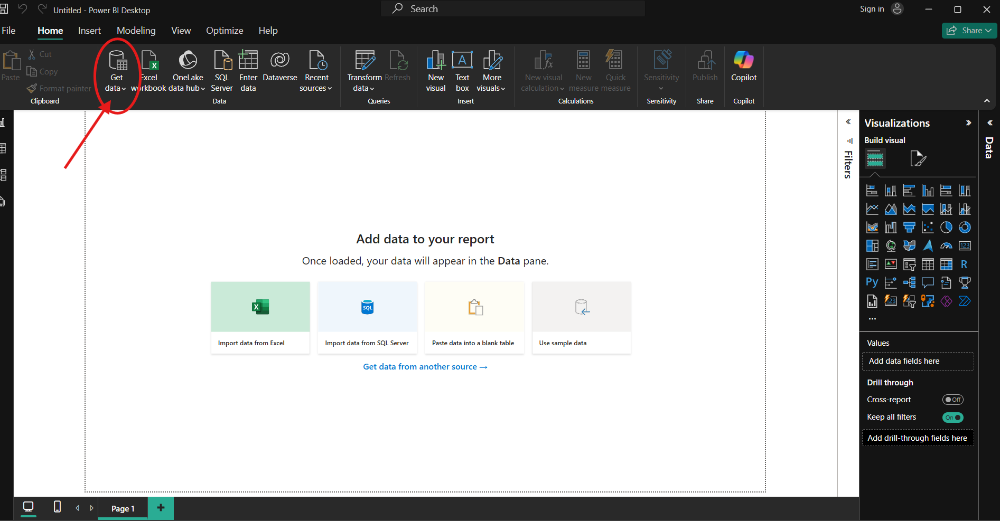 Untitled - Power BI Desktop
Search
Sign in
File
Home
Insert
Modeling
View
Optimize
Help
Share
Paste
Cut
Copy
Format painter
Clipboard
Get
data
Excel
workbook
OneLake
data hub
SQL
Server
Enter
data
Dataverse
Recent
sources
Data
Transform
data
Refresh
Queries
New
visual
A
Text
box
More
visuals
Insert
New visual
calculation
New
measure
Quick
measure
Calculations
Sensitivity
Sensitivity
Publish
Share
Copilot
Copilot
Add data to your report
Once loaded, your data will appear in the Data pane.
SQL
Import data from Excel
Import data from SQL Server
Paste data into a blank table
Use sample data
Get data from another source →
Filters
Visualizations
Build visual
123
R
Py
123
...
Values
Add data fields here
Drill through
Cross-report
Off
Keep all filters
On
Add drill-through fields here
Data
Page 1